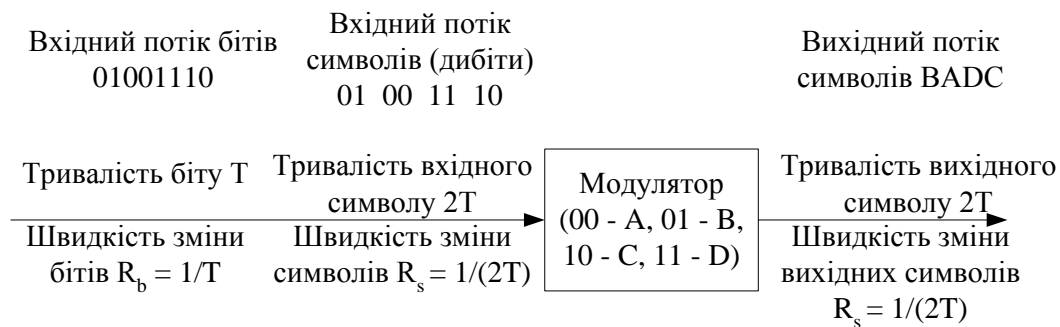 Вхідний потік бітів
01001110
Вхідний потік
символів (дибіти)
01 00 11 10
Вихідний потік
символів BADC
Тривалість біту T
Швидкість зміни
бітів R_b = 1/T
Тривалість вхідного
символу 2T
Швидкість зміни
символів R_s = 1/(2T)
Модулятор
(00 - A, 01 - B,
10 - C, 11 - D)
Тривалість вихідного
символу 2T
Швидкість зміни
вихідних символів
R_s = 1/(2T)